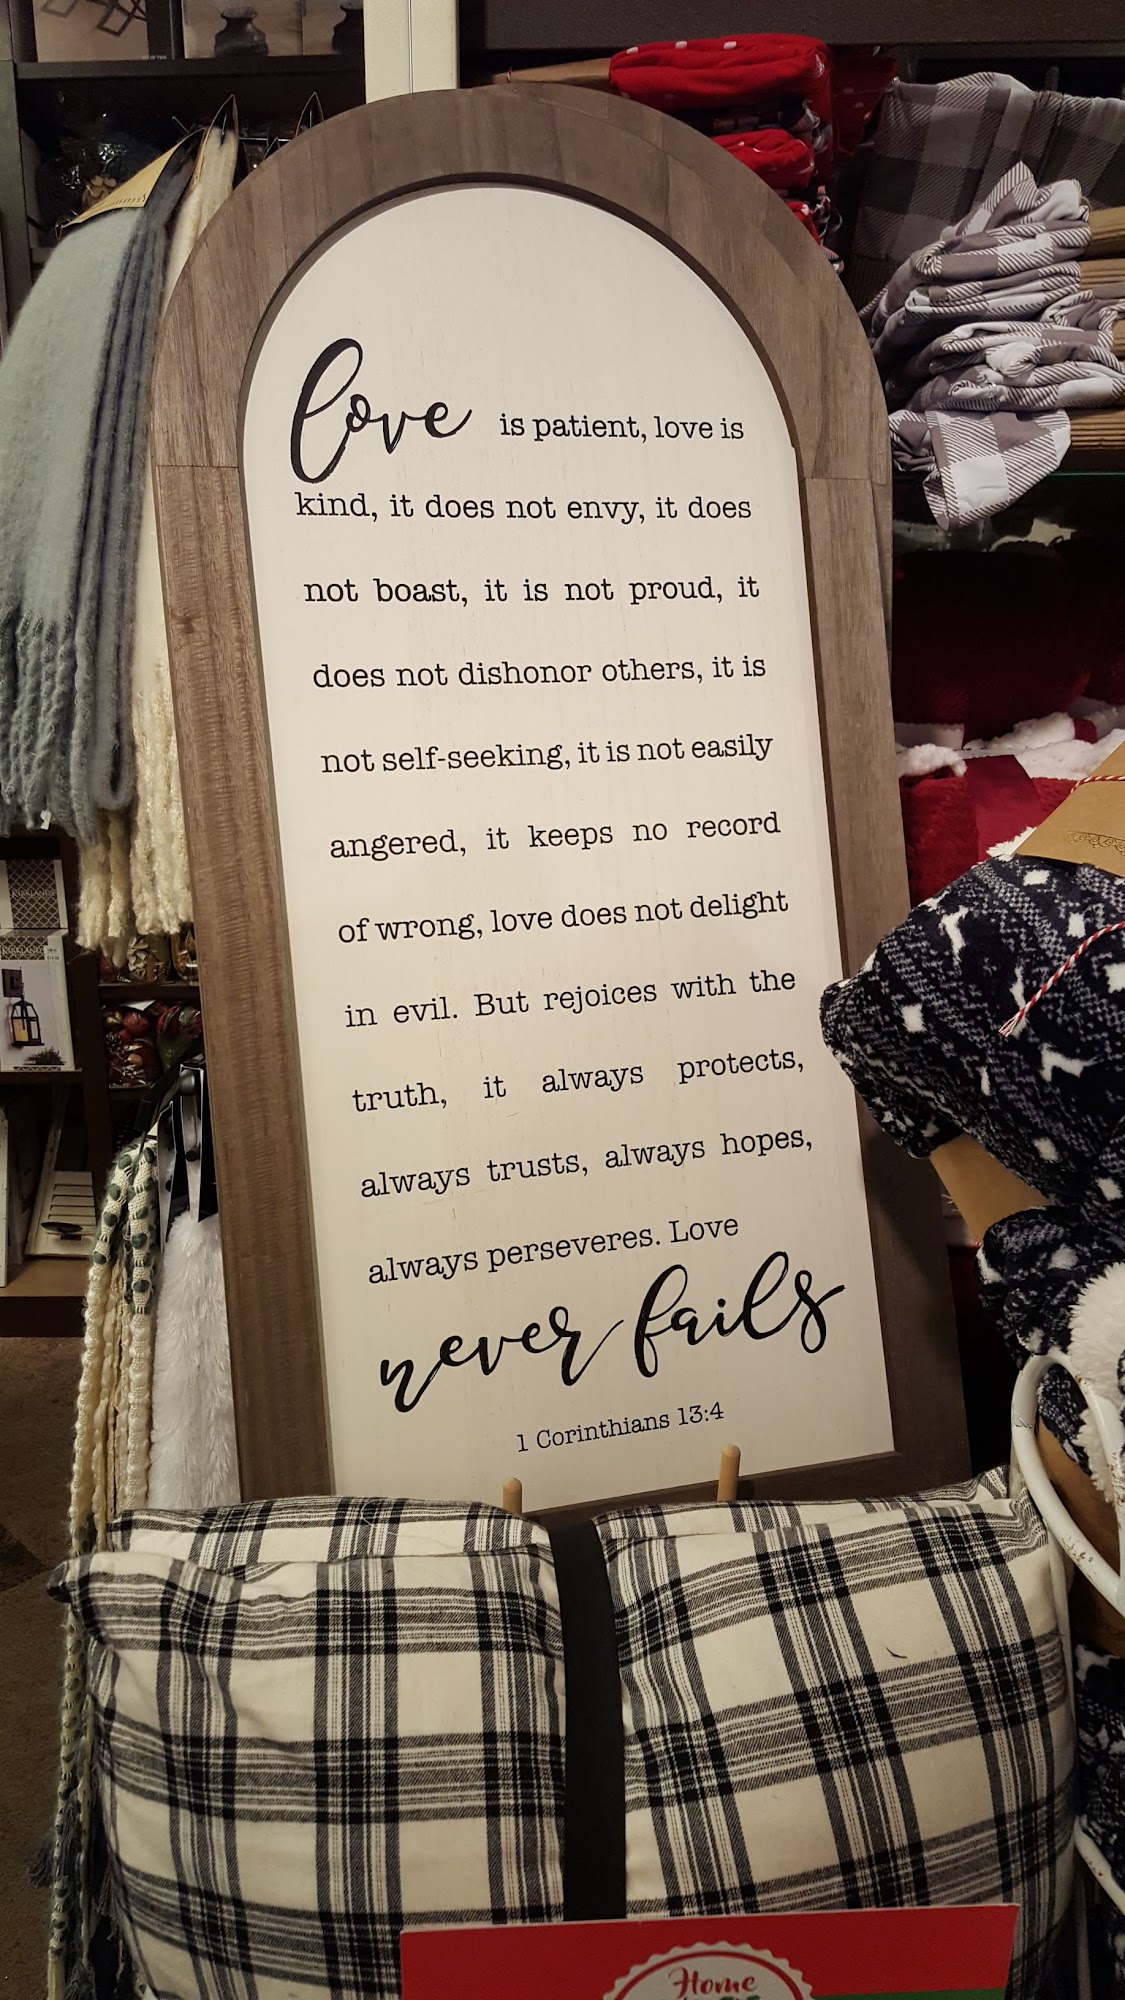 love is patient, love is
kind, it does not envy, it does
not boast, it is not proud, it
does not dishonor others, it is
not self-seeking, it is not easily
angered, it keeps no record
of wrong, love does not delight
in evil. But rejoices with the
truth, it always protects,
always trusts, always hopes,
always perseveres. Love
never fails
1 Corinthians 13:4
KIRKLAND'S
KIRKLAND'S
Home